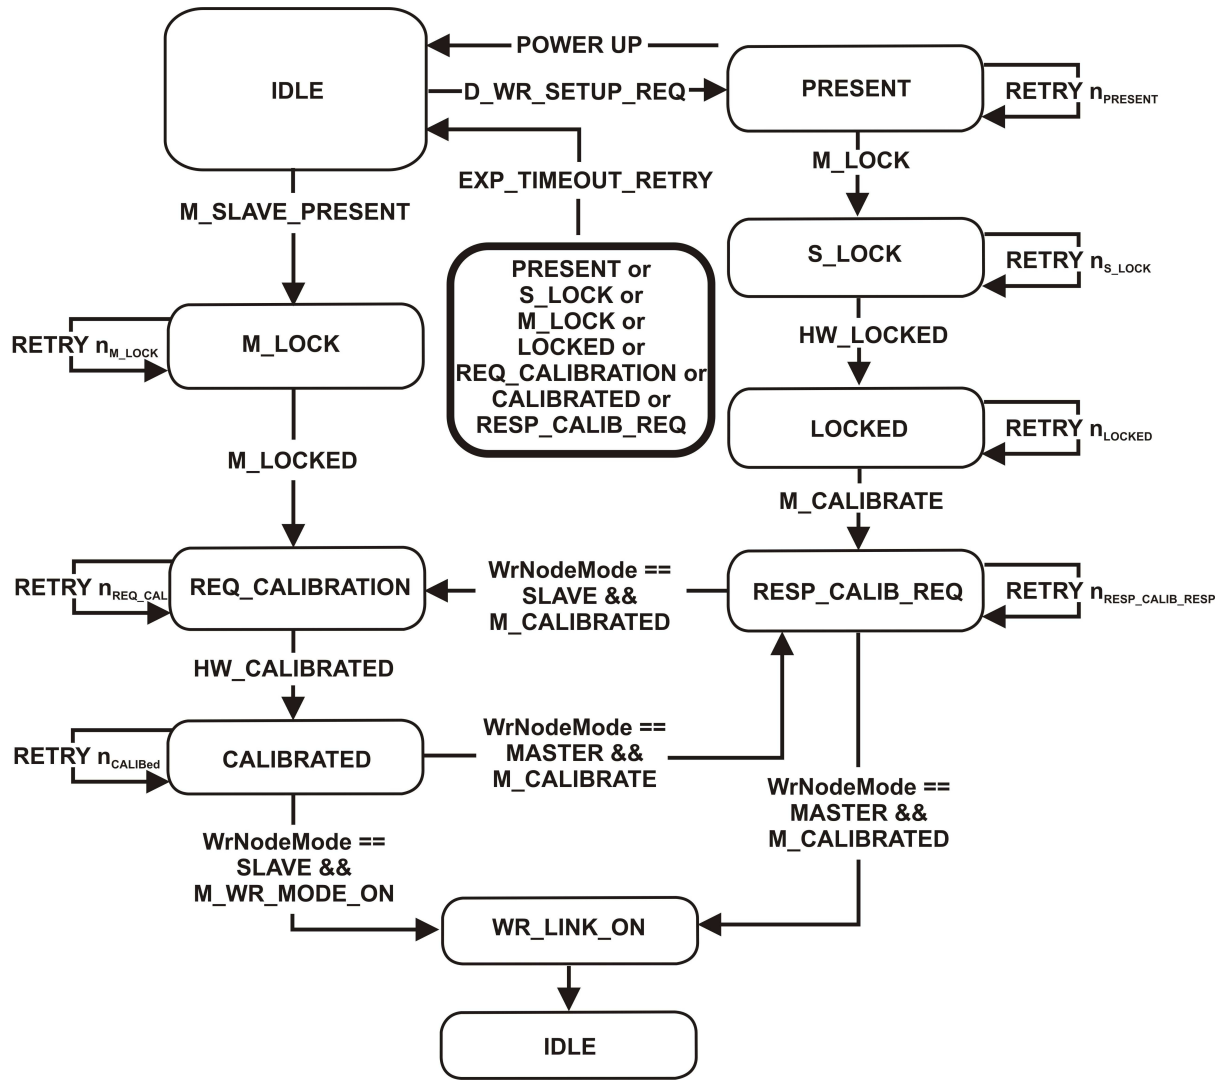 IDLE
POWER UP
D_WR_SETUP_REQ
PRESENT
RETRY nPRESENT
M_LOCK
EXP_TIMEOUT_RETRY
M_SLAVE_PRESENT
PRESENT or
S_LOCK or
M_LOCK or
LOCKED or
REQ_CALIBRATION or
CALIBRATED or
RESP_CALIB_REQ
S_LOCK
RETRY nS_LOCK
HW_LOCKED
RETRY nM_LOCK
M_LOCK
LOCKED
RETRY nLOCKED
M_LOCKED
M_CALIBRATE
RETRY nREQ_CAL
REQ_CALIBRATION
WrNodeMode ==
SLAVE &&
M_CALIBRATED
RESP_CALIB_REQ
RETRY nRESP_CALIB_RESP
HW_CALIBRATED
RETRY nCALIBed
CALIBRATED
WrNodeMode ==
MASTER &&
M_CALIBRATE
WrNodeMode ==
MASTER &&
M_CALIBRATED
WrNodeMode ==
SLAVE &&
M_WR_MODE_ON
WR_LINK_ON
IDLE